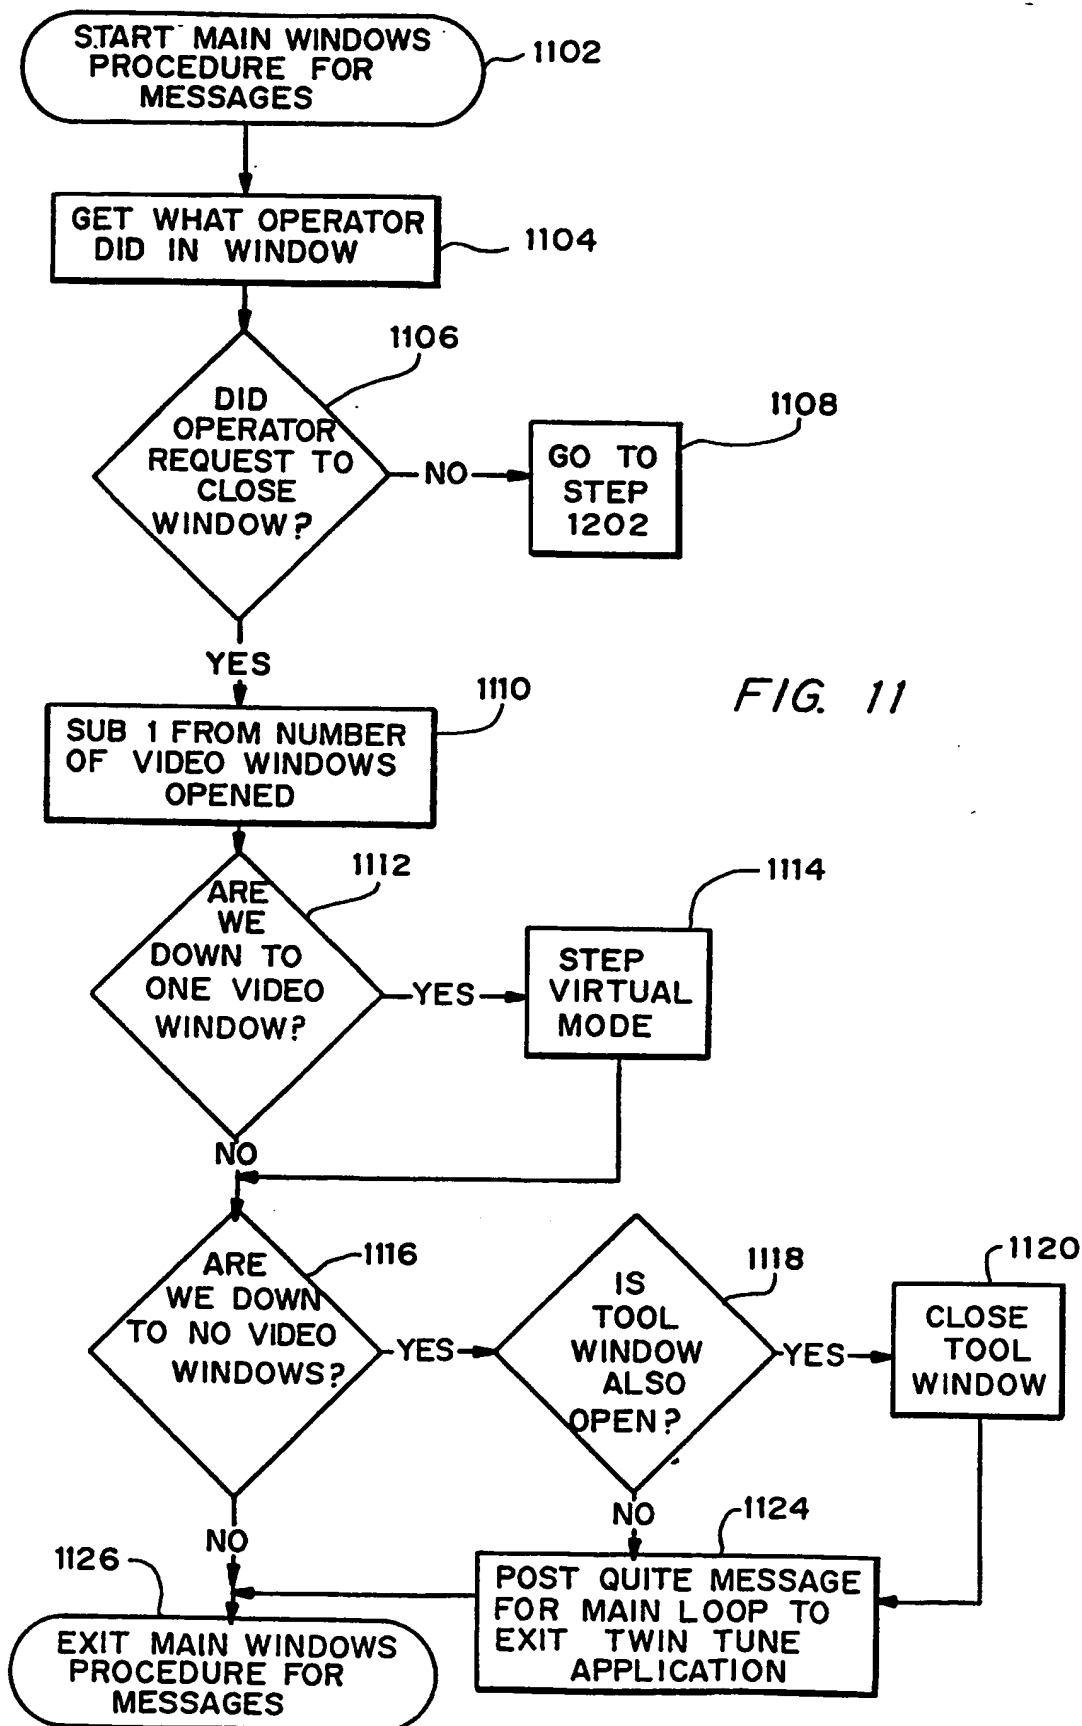 START MAIN WINDOWS
PROCEDURE FOR
MESSAGES
1102
GET WHAT OPERATOR
DID IN WINDOW
1104
1106
DID
OPERATOR
REQUEST TO
CLOSE
WINDOW?
NO
1108
GO TO
STEP
1202
YES
FIG. 11
1110
SUB 1 FROM NUMBER
OF VIDEO WINDOWS
OPENED
1112
ARE
WE
DOWN TO
ONE VIDEO
WINDOW?
YES
1114
STEP
VIRTUAL
MODE
NO
1116
ARE
WE DOWN
TO NO VIDEO
WINDOWS?
YES
1118
IS
TOOL
WINDOW
ALSO
OPEN?
YES
1120
CLOSE
TOOL
WINDOW
NO
NO
1124
POST QUITE MESSAGE
FOR MAIN LOOP TO
EXIT TWIN TUNE
APPLICATION
1126
EXIT MAIN WINDOWS
PROCEDURE FOR
MESSAGES